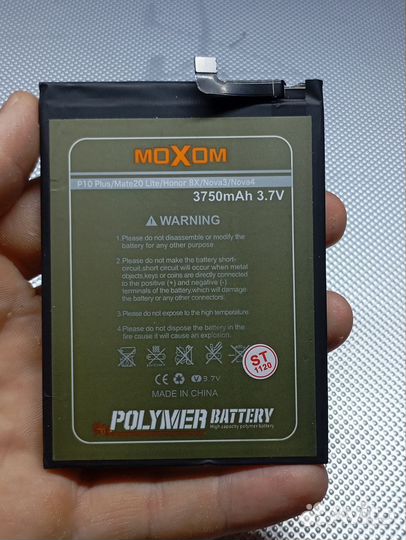 MOXOM
P10 Plus/Mate20 Lite/Honor 8X/Nova3/Nova4
3750mAh 3.7V
WARNING
1.Please do not disassemble or modify the
battery for any other purpose.
2.Please do not make the battery short-
circuit,short circuit will occur when metal
objects,keys or coins are directly connected
to the positive (+) and negative (-)
terminals of the battery,which will damage
the battery and any other connections.
3.Please do not expose to the high temperature.
4.Please do not dispose the battery in the
fire cause it will cause an explosion.
ST
1120
CE V 3.7V
MADE IN CHINA
POLYMER BATTERY
High capacity polymer battery